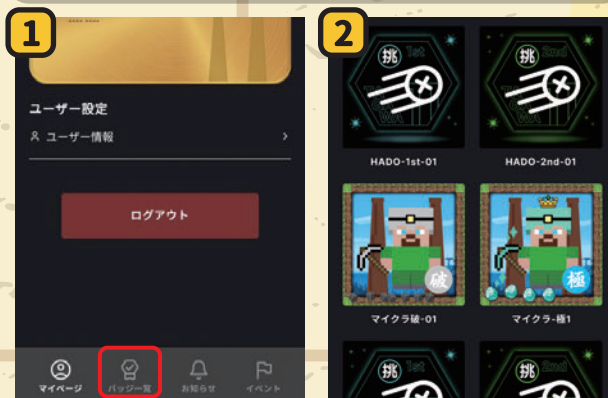 1
ユーザー設定
ユーザー情報
ログアウト
マイページ
バッジ一覧
お知らせ
イベント
2
挑 1st
挑 2nd
HADO-1st-01
HADO-2nd-01
破
極
マイクラ破-01
マイクラ-極1
挑 1st
挑 2nd